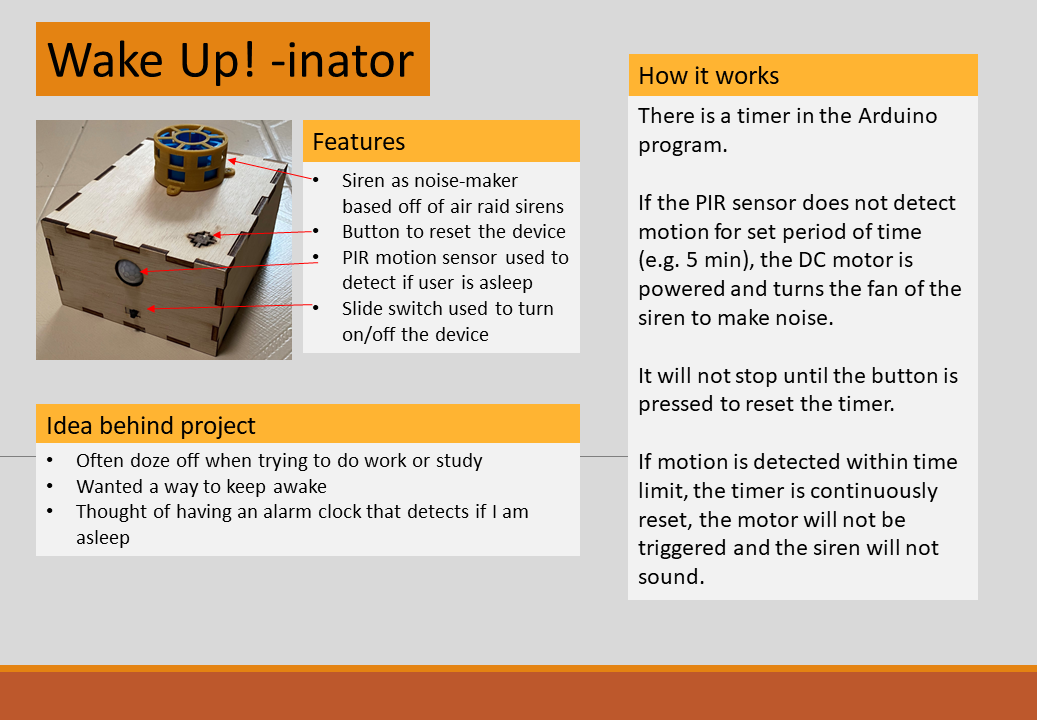 Wake Up! -inator
Features
• Siren as noise-maker
based off of air raid sirens
• Button to reset the device
• PIR motion sensor used to
detect if user is asleep
• Slide switch used to turn
on/off the device
Idea behind project
• Often doze off when trying to do work or study
• Wanted a way to keep awake
• Thought of having an alarm clock that detects if I am
asleep
How it works
There is a timer in the Arduino
program.
If the PIR sensor does not detect
motion for set period of time
(e.g. 5 min), the DC motor is
powered and turns the fan of the
siren to make noise.
It will not stop until the button is
pressed to reset the timer.
If motion is detected within time
limit, the timer is continuously
reset, the motor will not be
triggered and the siren will not
sound.